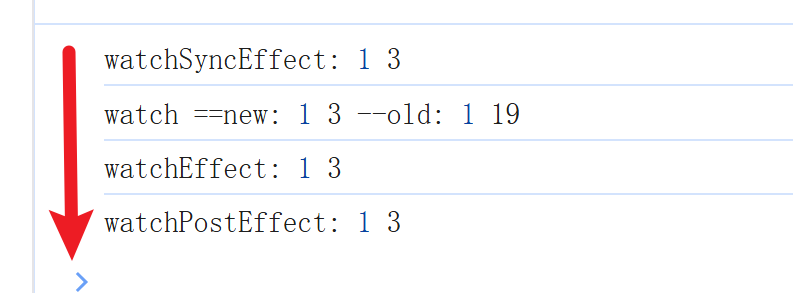 watchSyncEffect: 1 3
watch ==new: 1 3 --old: 1 19
watchEffect: 1 3
watchPostEffect: 1 3